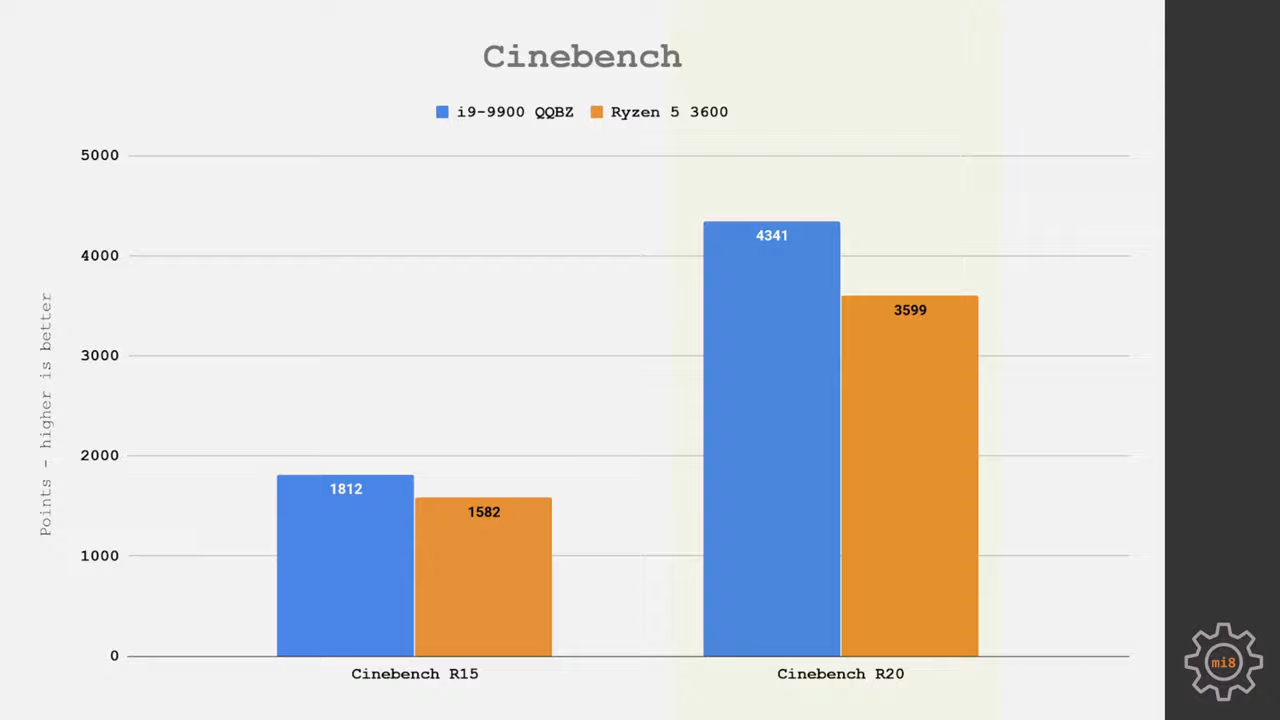 Cinebench
i9-9900 QQBZ Ryzen 5 3600
5000
4000
3000
2000
1000
0
Points - higher is better
1812
1582
4341
3599
Cinebench R15
Cinebench R20
mi8